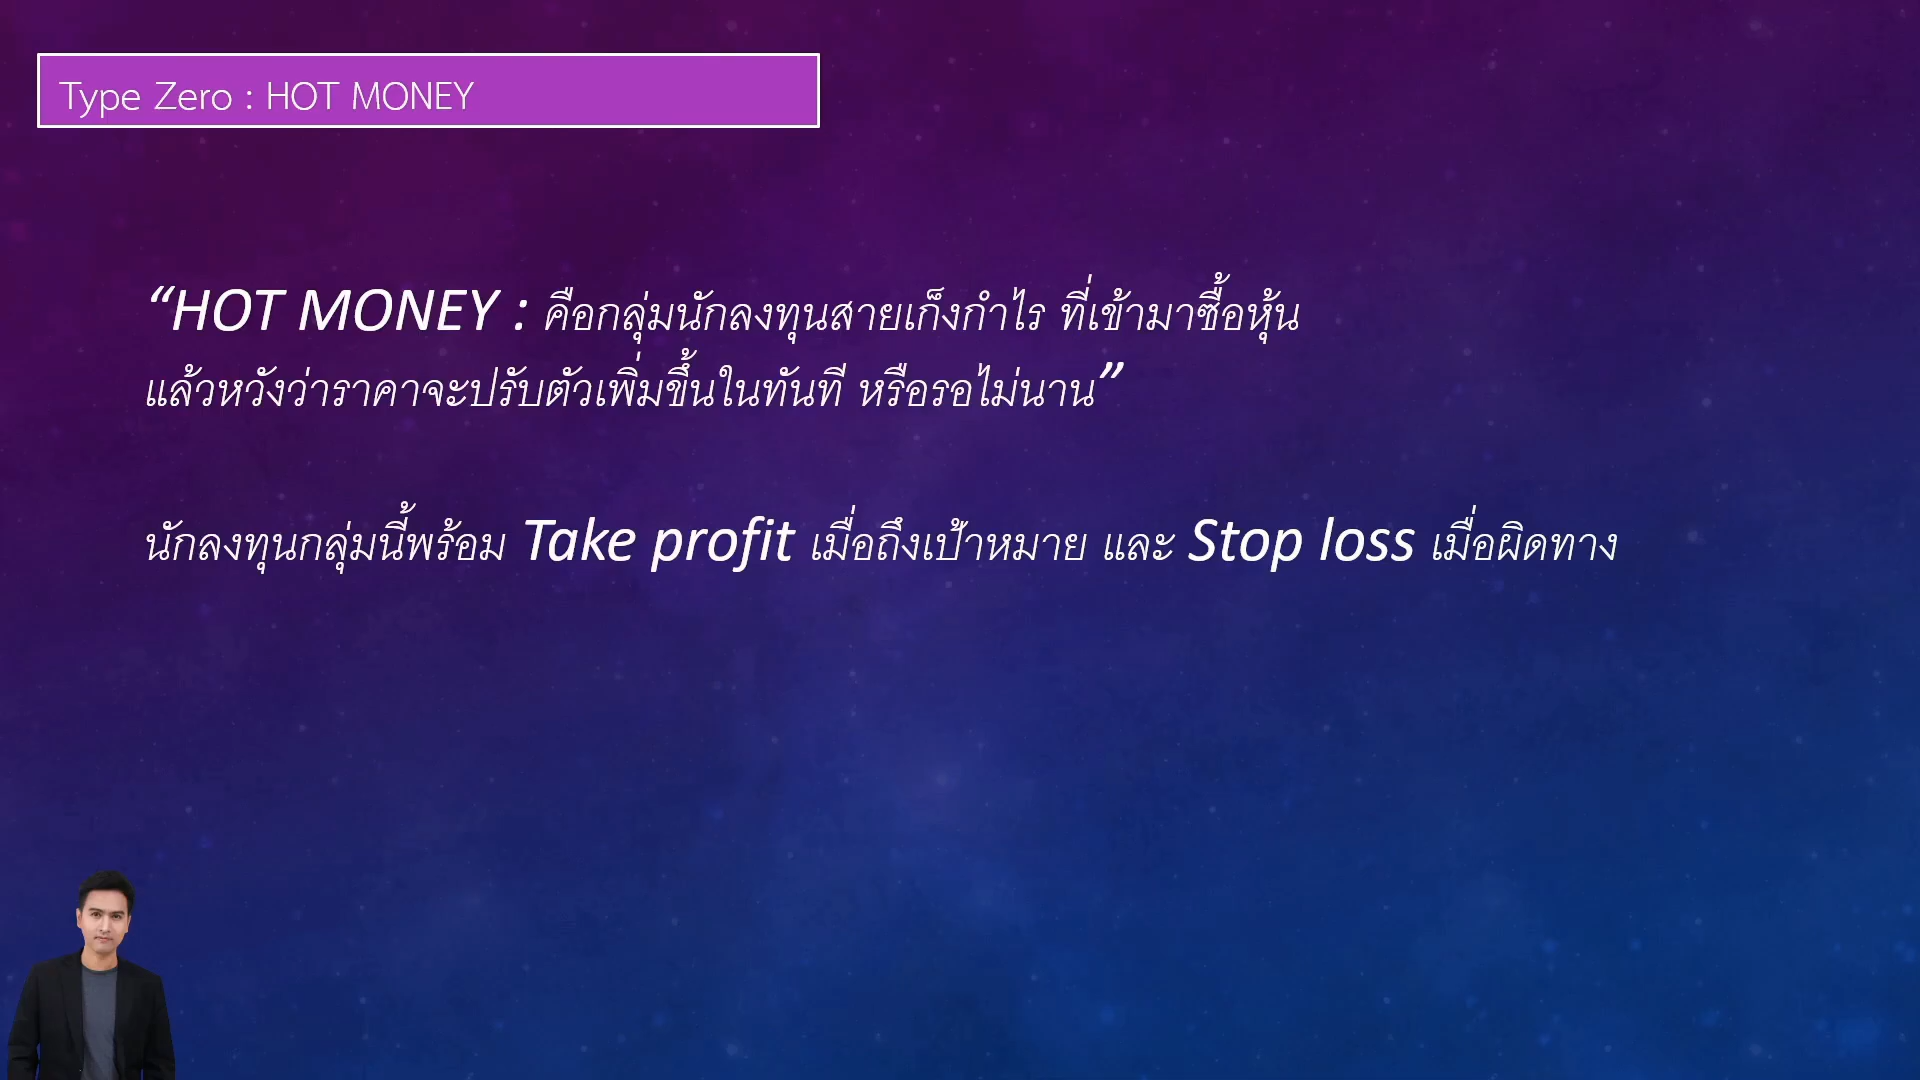 Type Zero : HOT MONEY
“HOT MONEY : คือกลุ่มนักลงทุนสายเก็งกำไร ที่เข้ามาซื้อหุ้น
แล้วหวังว่าราคาจะปรับตัวเพิ่มขึ้นในทันที หรือรอไม่นาน”
นักลงทุนกลุ่มนี้พร้อม Take profit เมื่อถึงเป้าหมาย และ Stop loss เมื่อผิดทาง